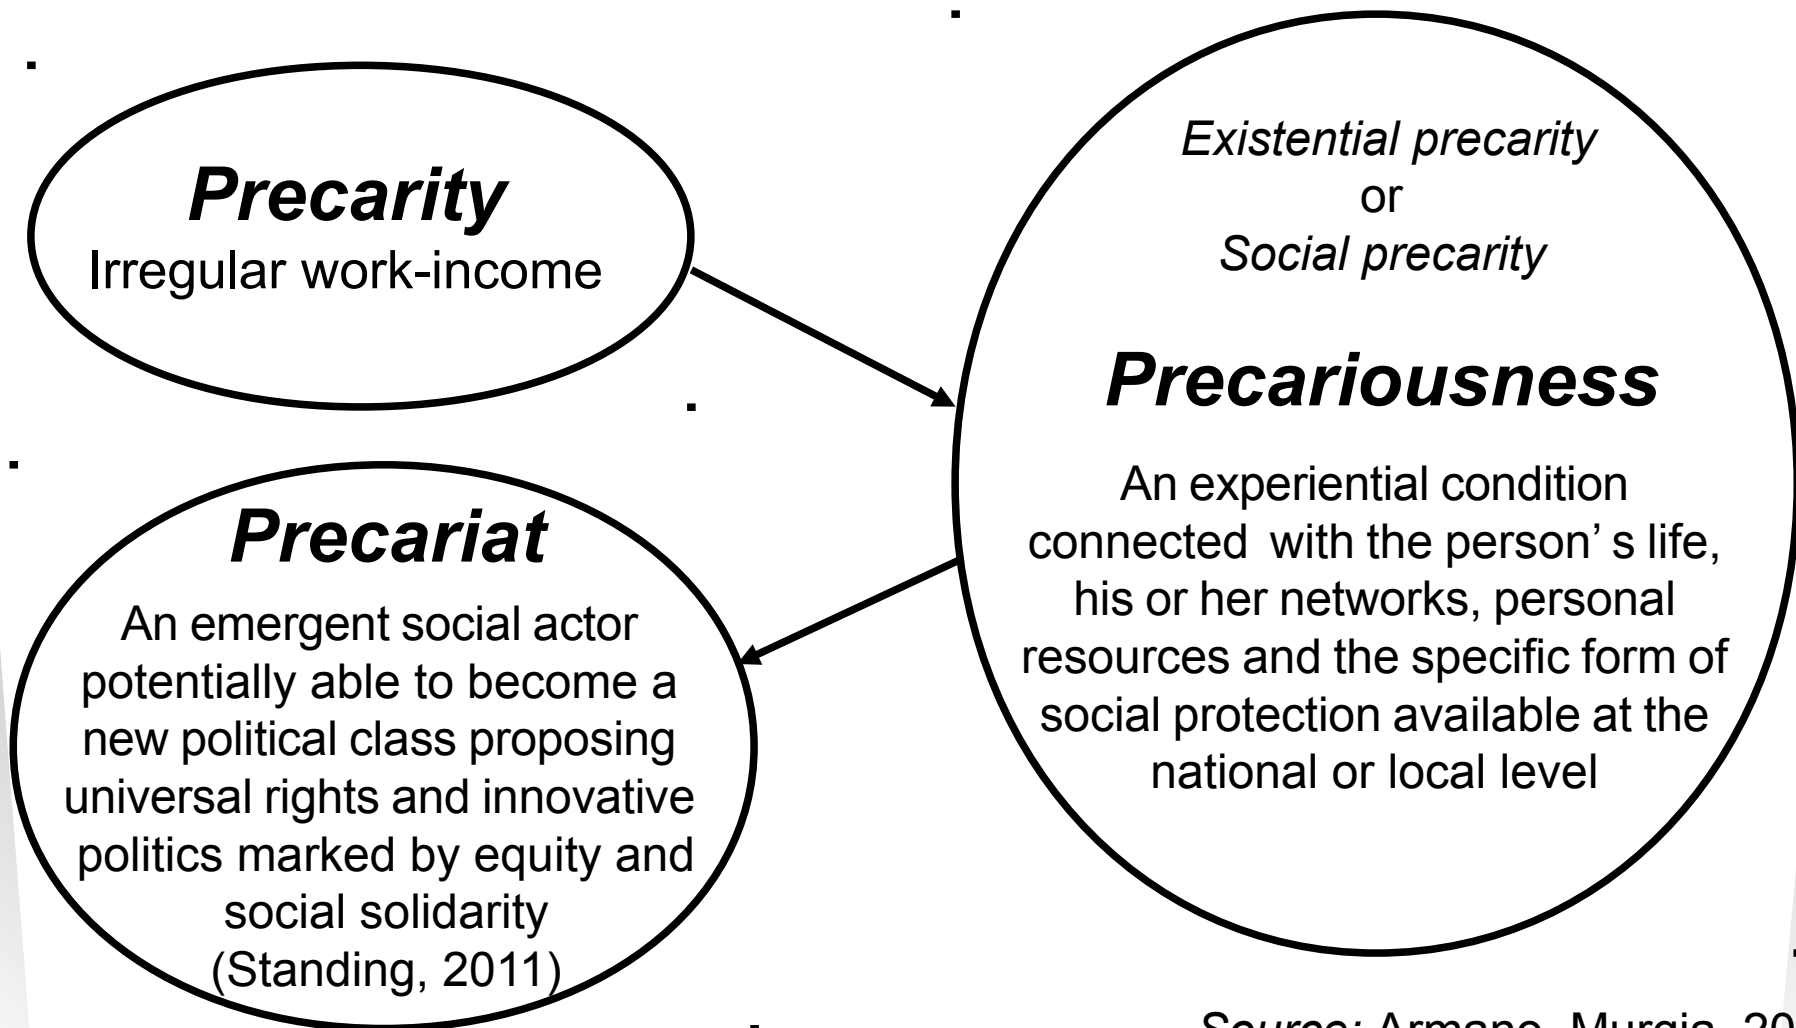 Precarity
Irregular work-income
Existential precarity
or
Social precarity
Precariousness
An experiential condition
connected with the person’ s life,
his or her networks, personal
resources and the specific form of
social protection available at the
national or local level
Precariat
An emergent social actor
potentially able to become a
new political class proposing
universal rights and innovative
politics marked by equity and
social solidarity
(Standing, 2011)
Source: Armano, Murgia, 20